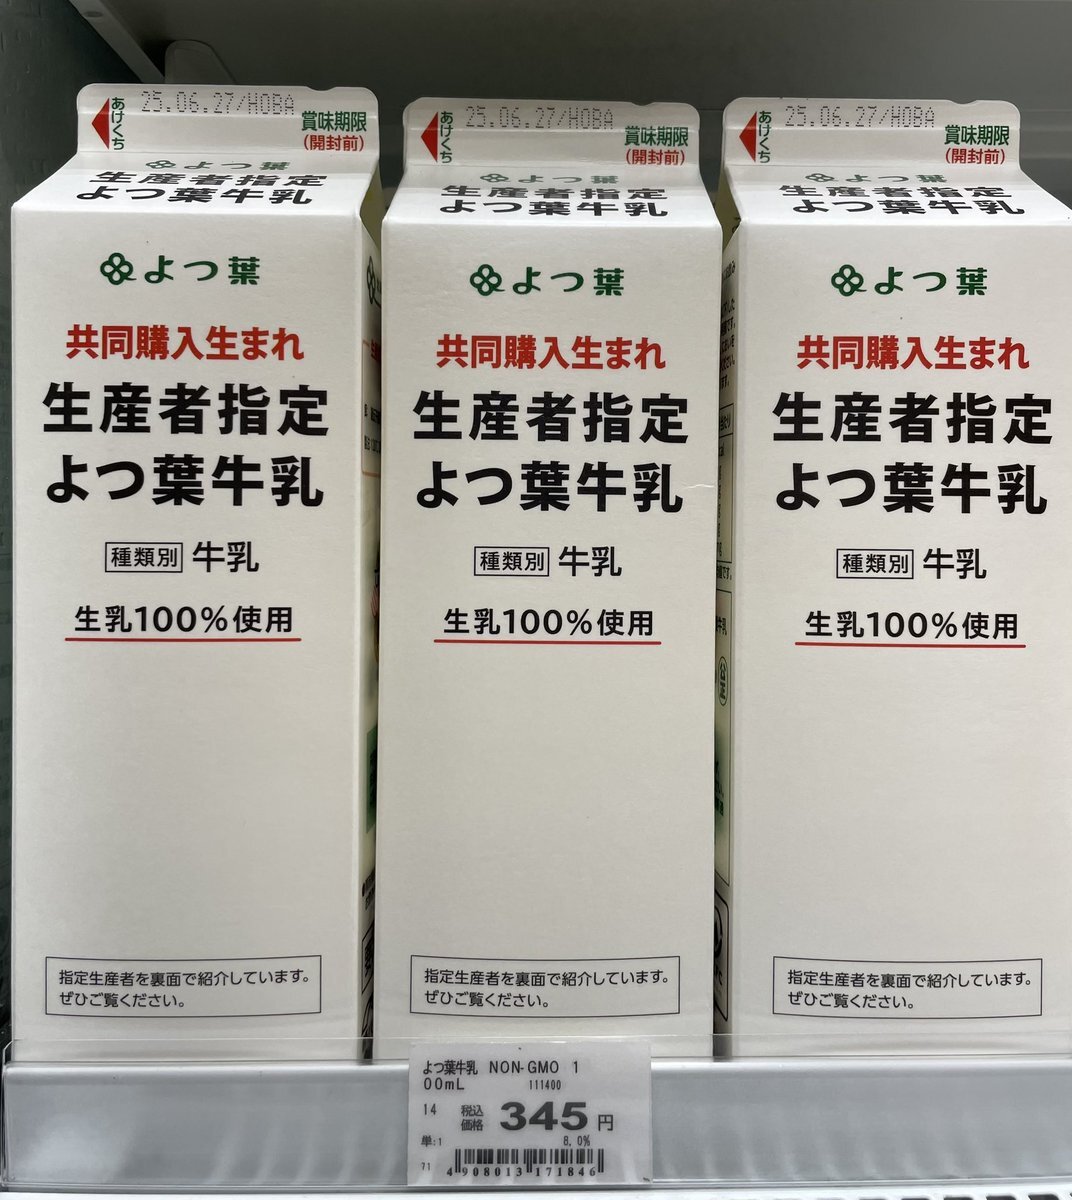 あけくち
25.06.27/HOBA
賞味期限
(開封前)
よつ葉
生産者指定
よつ葉牛乳
よつ葉
共同購入生まれ
生産者指定
よつ葉牛乳
種類別 牛乳
生乳100%使用
指定生産者を裏面で紹介しています。
ぜひご覧ください。
あけくち
25.06.27/HOBA
賞味期限
(開封前)
よつ葉
生産者指定
よつ葉牛乳
よつ葉
共同購入生まれ
生産者指定
よつ葉牛乳
種類別 牛乳
生乳100%使用
指定生産者を裏面で紹介しています。
ぜひご覧ください。
あけくち
25.06.27/HOBA
賞味期限
(開封前)
よつ葉
生産者指定
よつ葉牛乳
よつ葉
共同購入生まれ
生産者指定
よつ葉牛乳
種類別 牛乳
生乳100%使用
指定生産者を裏面で紹介しています。
ぜひご覧ください。
よつ葉牛乳 NON-GMO 1
00mL 111400
14 税込価格 345円
単:1 8.0%
71 4908013171846